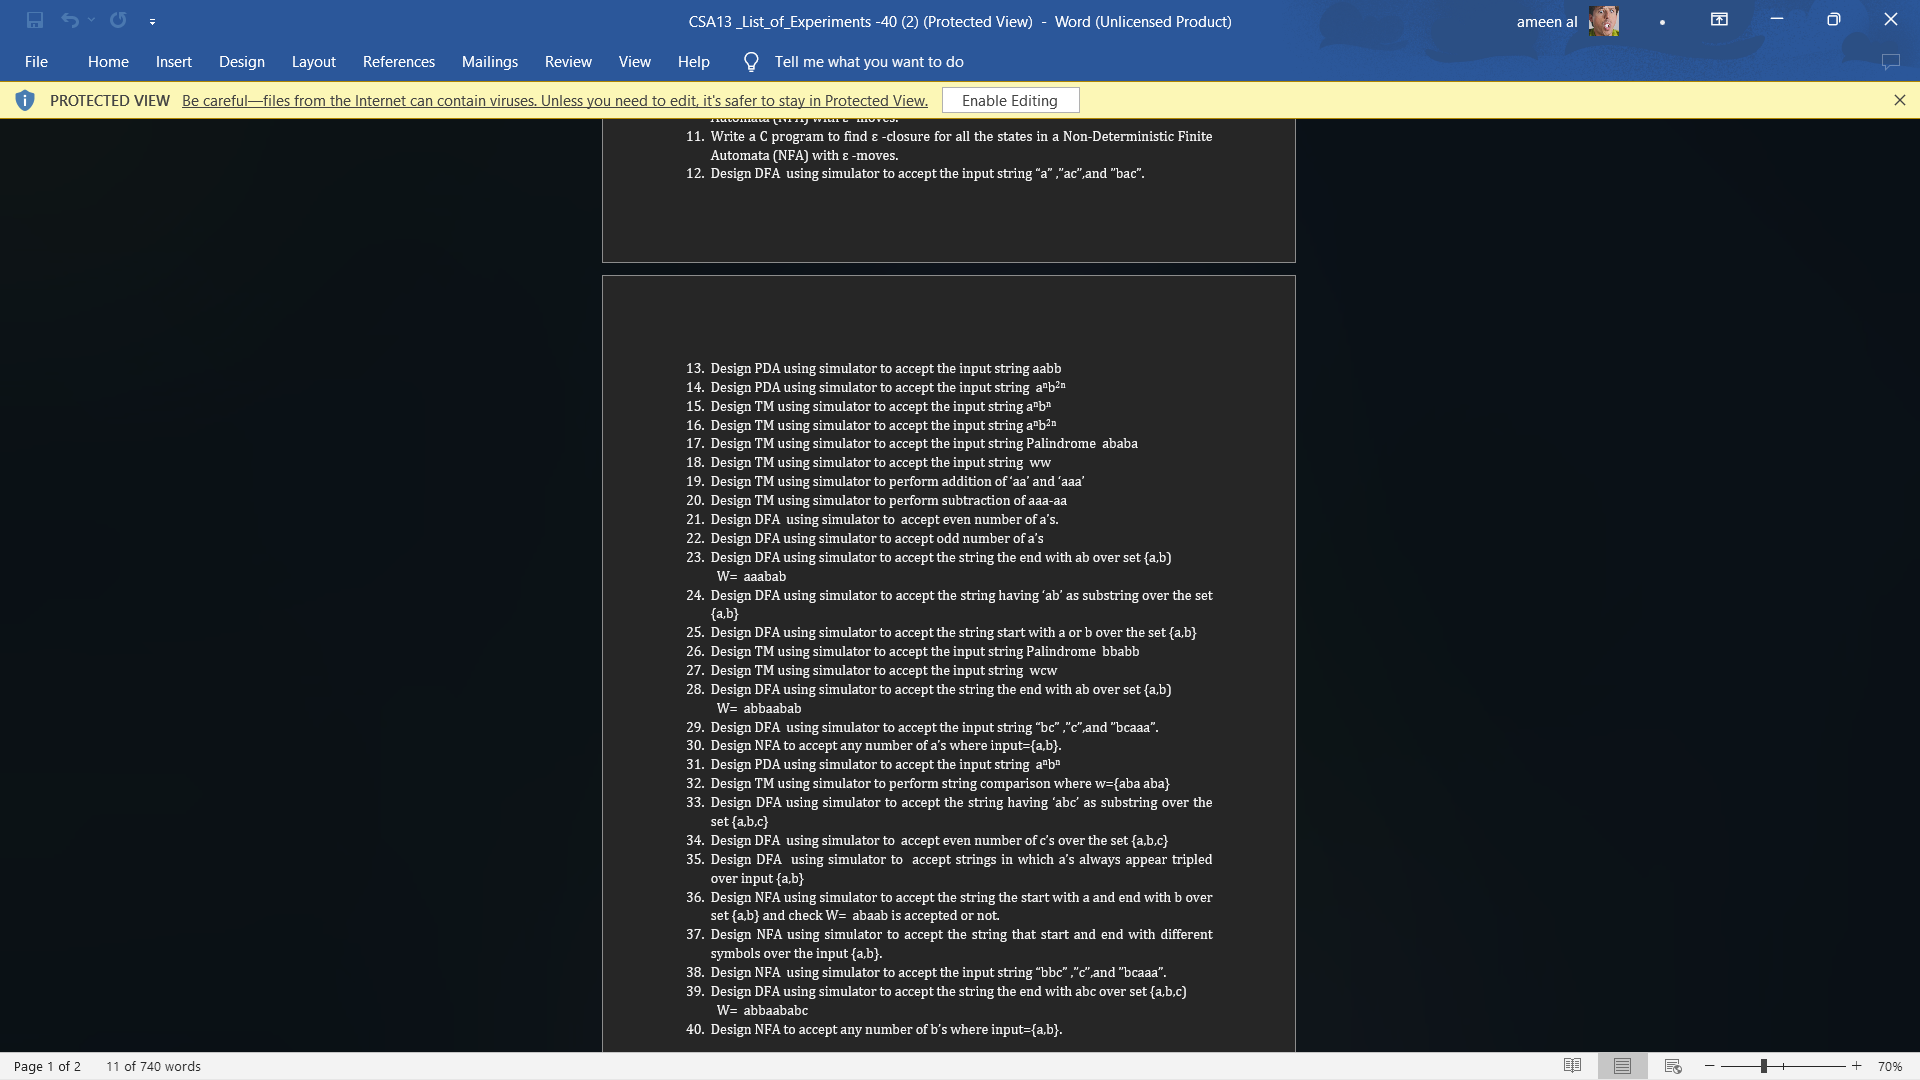 CSA13 _List_of_Experiments -40 (2) (Protected View) - Word (Unlicensed Product)
ameen al
File Home Insert Design Layout References Mailings Review View Help Tell me what you want to do
PROTECTED VIEW Be careful—files from the Internet can contain viruses. Unless you need to edit, it's safer to stay in Protected View. Enable Editing
Automata (NFA) with ε -moves.
11. Write a C program to find ε -closure for all the states in a Non-Deterministic Finite
Automata (NFA) with ε -moves.
12. Design DFA using simulator to accept the input string “a” ,”ac”,and ”bac”.
13. Design PDA using simulator to accept the input string aabb
14. Design PDA using simulator to accept the input string aⁿb²ⁿ
15. Design TM using simulator to accept the input string aⁿbⁿ
16. Design TM using simulator to accept the input string aⁿb²ⁿ
17. Design TM using simulator to accept the input string Palindrome ababa
18. Design TM using simulator to accept the input string ww
19. Design TM using simulator to perform addition of ‘aa’ and ‘aaa’
20. Design TM using simulator to perform subtraction of aaa-aa
21. Design DFA using simulator to accept even number of a’s.
22. Design DFA using simulator to accept odd number of a’s
23. Design DFA using simulator to accept the string the end with ab over set {a,b)
W= aaabab
24. Design DFA using simulator to accept the string having ‘ab’ as substring over the set
{a,b}
25. Design DFA using simulator to accept the string start with a or b over the set {a,b}
26. Design TM using simulator to accept the input string Palindrome bbabb
27. Design TM using simulator to accept the input string wcw
28. Design DFA using simulator to accept the string the end with ab over set {a,b)
W= abbaabab
29. Design DFA using simulator to accept the input string “bc” ,”c”,and ”bcaaa”.
30. Design NFA to accept any number of a’s where input={a,b}.
31. Design PDA using simulator to accept the input string aⁿbⁿ
32. Design TM using simulator to perform string comparison where w={aba aba}
33. Design DFA using simulator to accept the string having ‘abc’ as substring over the
set {a,b,c}
34. Design DFA using simulator to accept even number of c’s over the set {a,b,c}
35. Design DFA using simulator to accept strings in which a’s always appear tripled
over input {a,b}
36. Design NFA using simulator to accept the string the start with a and end with b over
set {a,b} and check W= abaab is accepted or not.
37. Design NFA using simulator to accept the string that start and end with different
symbols over the input {a,b}.
38. Design NFA using simulator to accept the input string “bbc” ,”c”,and ”bcaaa”.
39. Design DFA using simulator to accept the string the end with abc over set {a,b,c)
W= abbaababc
40. Design NFA to accept any number of b’s where input={a,b}.
Page 1 of 2 11 of 740 words 70%